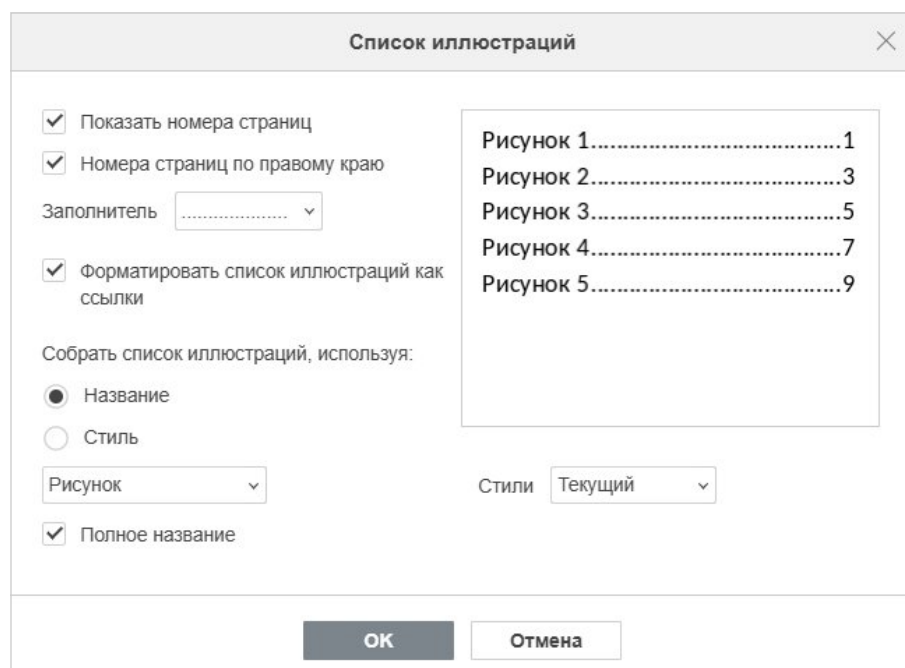 Список иллюстраций
Показать номера страниц
Номера страниц по правому краю
Заполнитель ....................
Форматировать список иллюстраций как
ссылки
Собрать список иллюстраций, используя:
Название
Стиль
Рисунок
Полное название
Рисунок 1.......................................1
Рисунок 2.......................................3
Рисунок 3.......................................5
Рисунок 4.......................................7
Рисунок 5.......................................9
Стили Текущий
OK Отмена